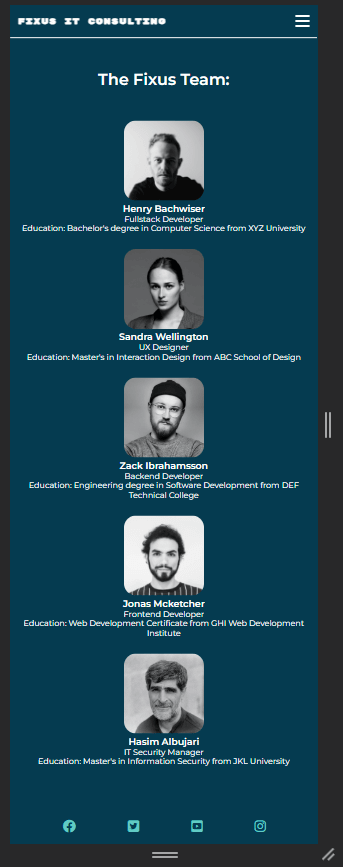 FIXUS IT CONSULTING
The Fixus Team:
Henry Bachwiser
Fullstack Developer
Education: Bachelor's degree in Computer Science from XYZ University
Sandra Wellington
UX Designer
Education: Master's in Interaction Design from ABC School of Design
Zack Ibrahamsson
Backend Developer
Education: Engineering degree in Software Development from DEF
Technical College
Jonas Mcketcher
Frontend Developer
Education: Web Development Certificate from GHI Web Development
Institute
Hasim Albujari
IT Security Manager
Education: Master's in Information Security from JKL University